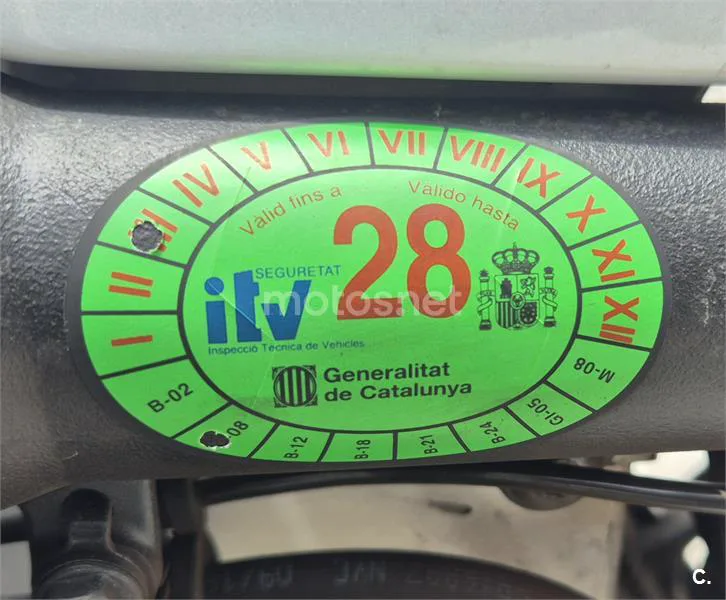 I
II
III
IV
V
VI
VII
VIII
IX
X
XI
XII
Vàlid fins a
Válido hasta
28
SEGURETAT
itv
Inspecció Tècnica de Vehicles
motos.net
Generalitat
de Catalunya
B-02
08
B-12
B-18
B-21
B-24
GI-05
M-08
C.